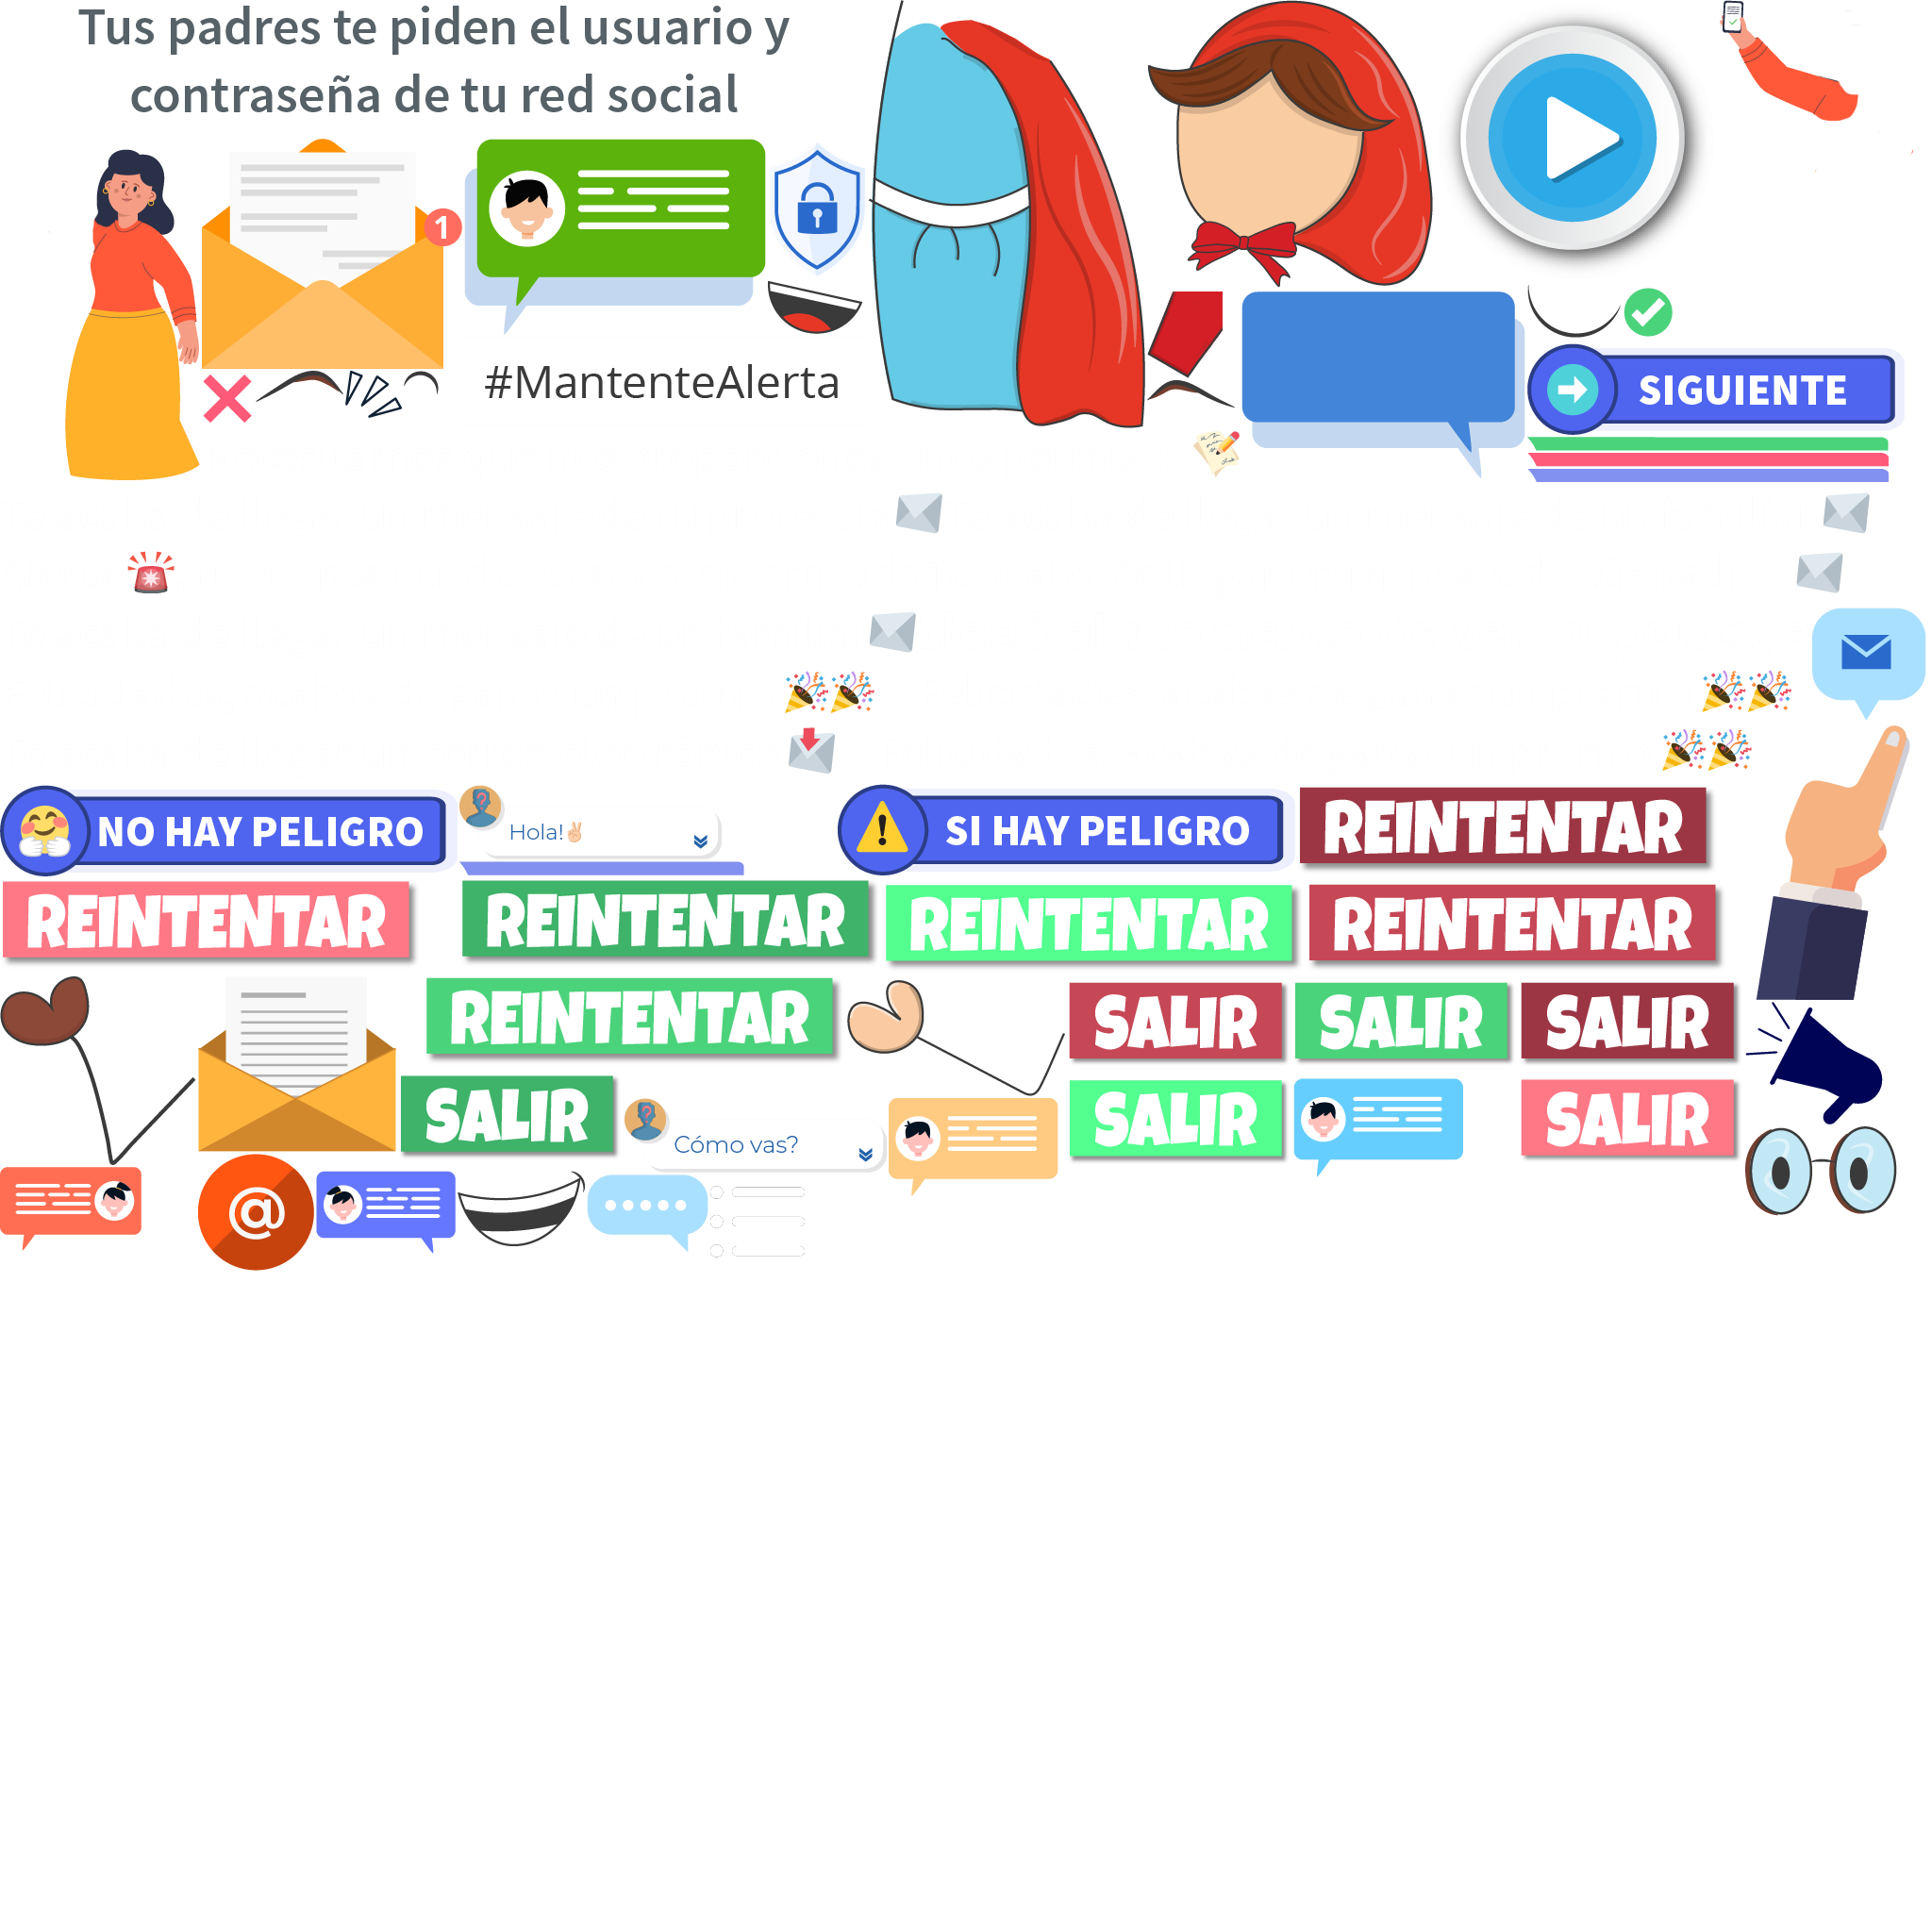 Tus padres te piden el usuario y
contraseña de tu red social
1
#MantenteAlerta
SIGUIENTE
NO HAY PELIGRO
Hola!✌🏻
SI HAY PELIGRO
REINTENTAR
REINTENTAR
REINTENTAR
REINTENTAR
REINTENTAR
REINTENTAR
SALIR
SALIR
SALIR
SALIR
Cómo vas?
SALIR
SALIR
@